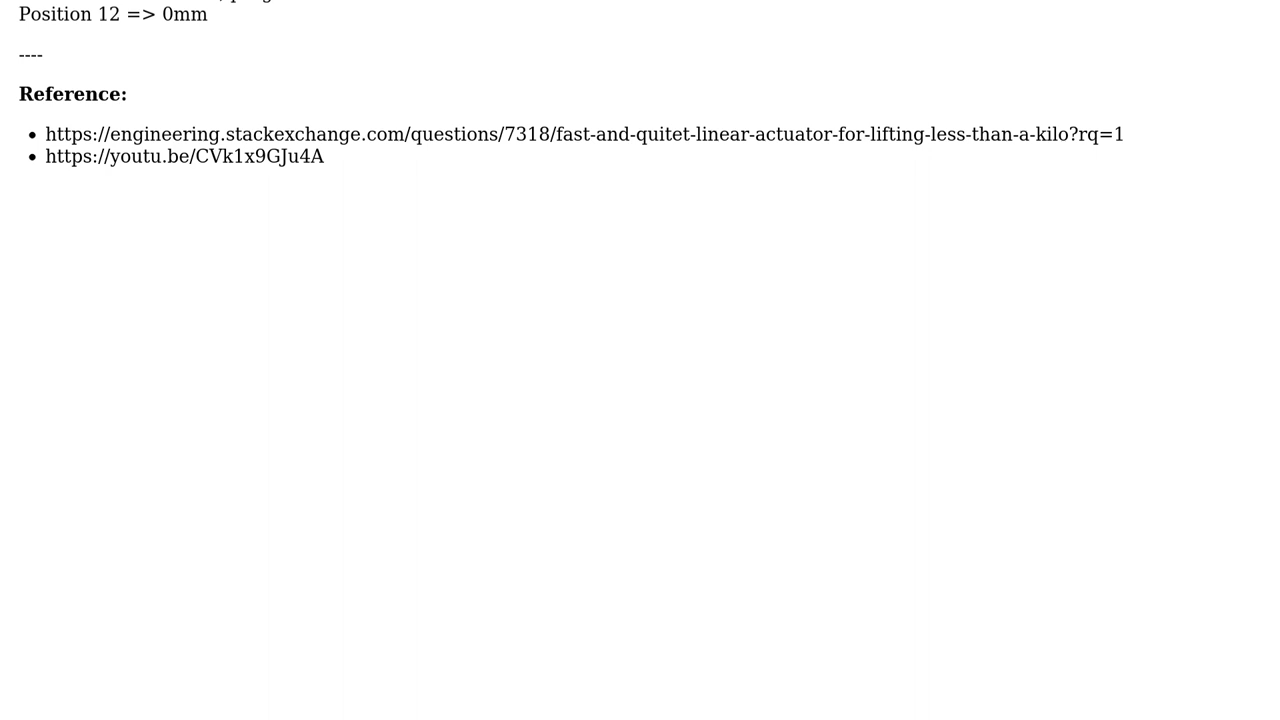 Position 12 => 0mm
----
Reference:
• https://engineering.stackexchange.com/questions/7318/fast-and-quitet-linear-actuator-for-lifting-less-than-a-kilo?rq=1
• https://youtu.be/CVk1x9GJu4A